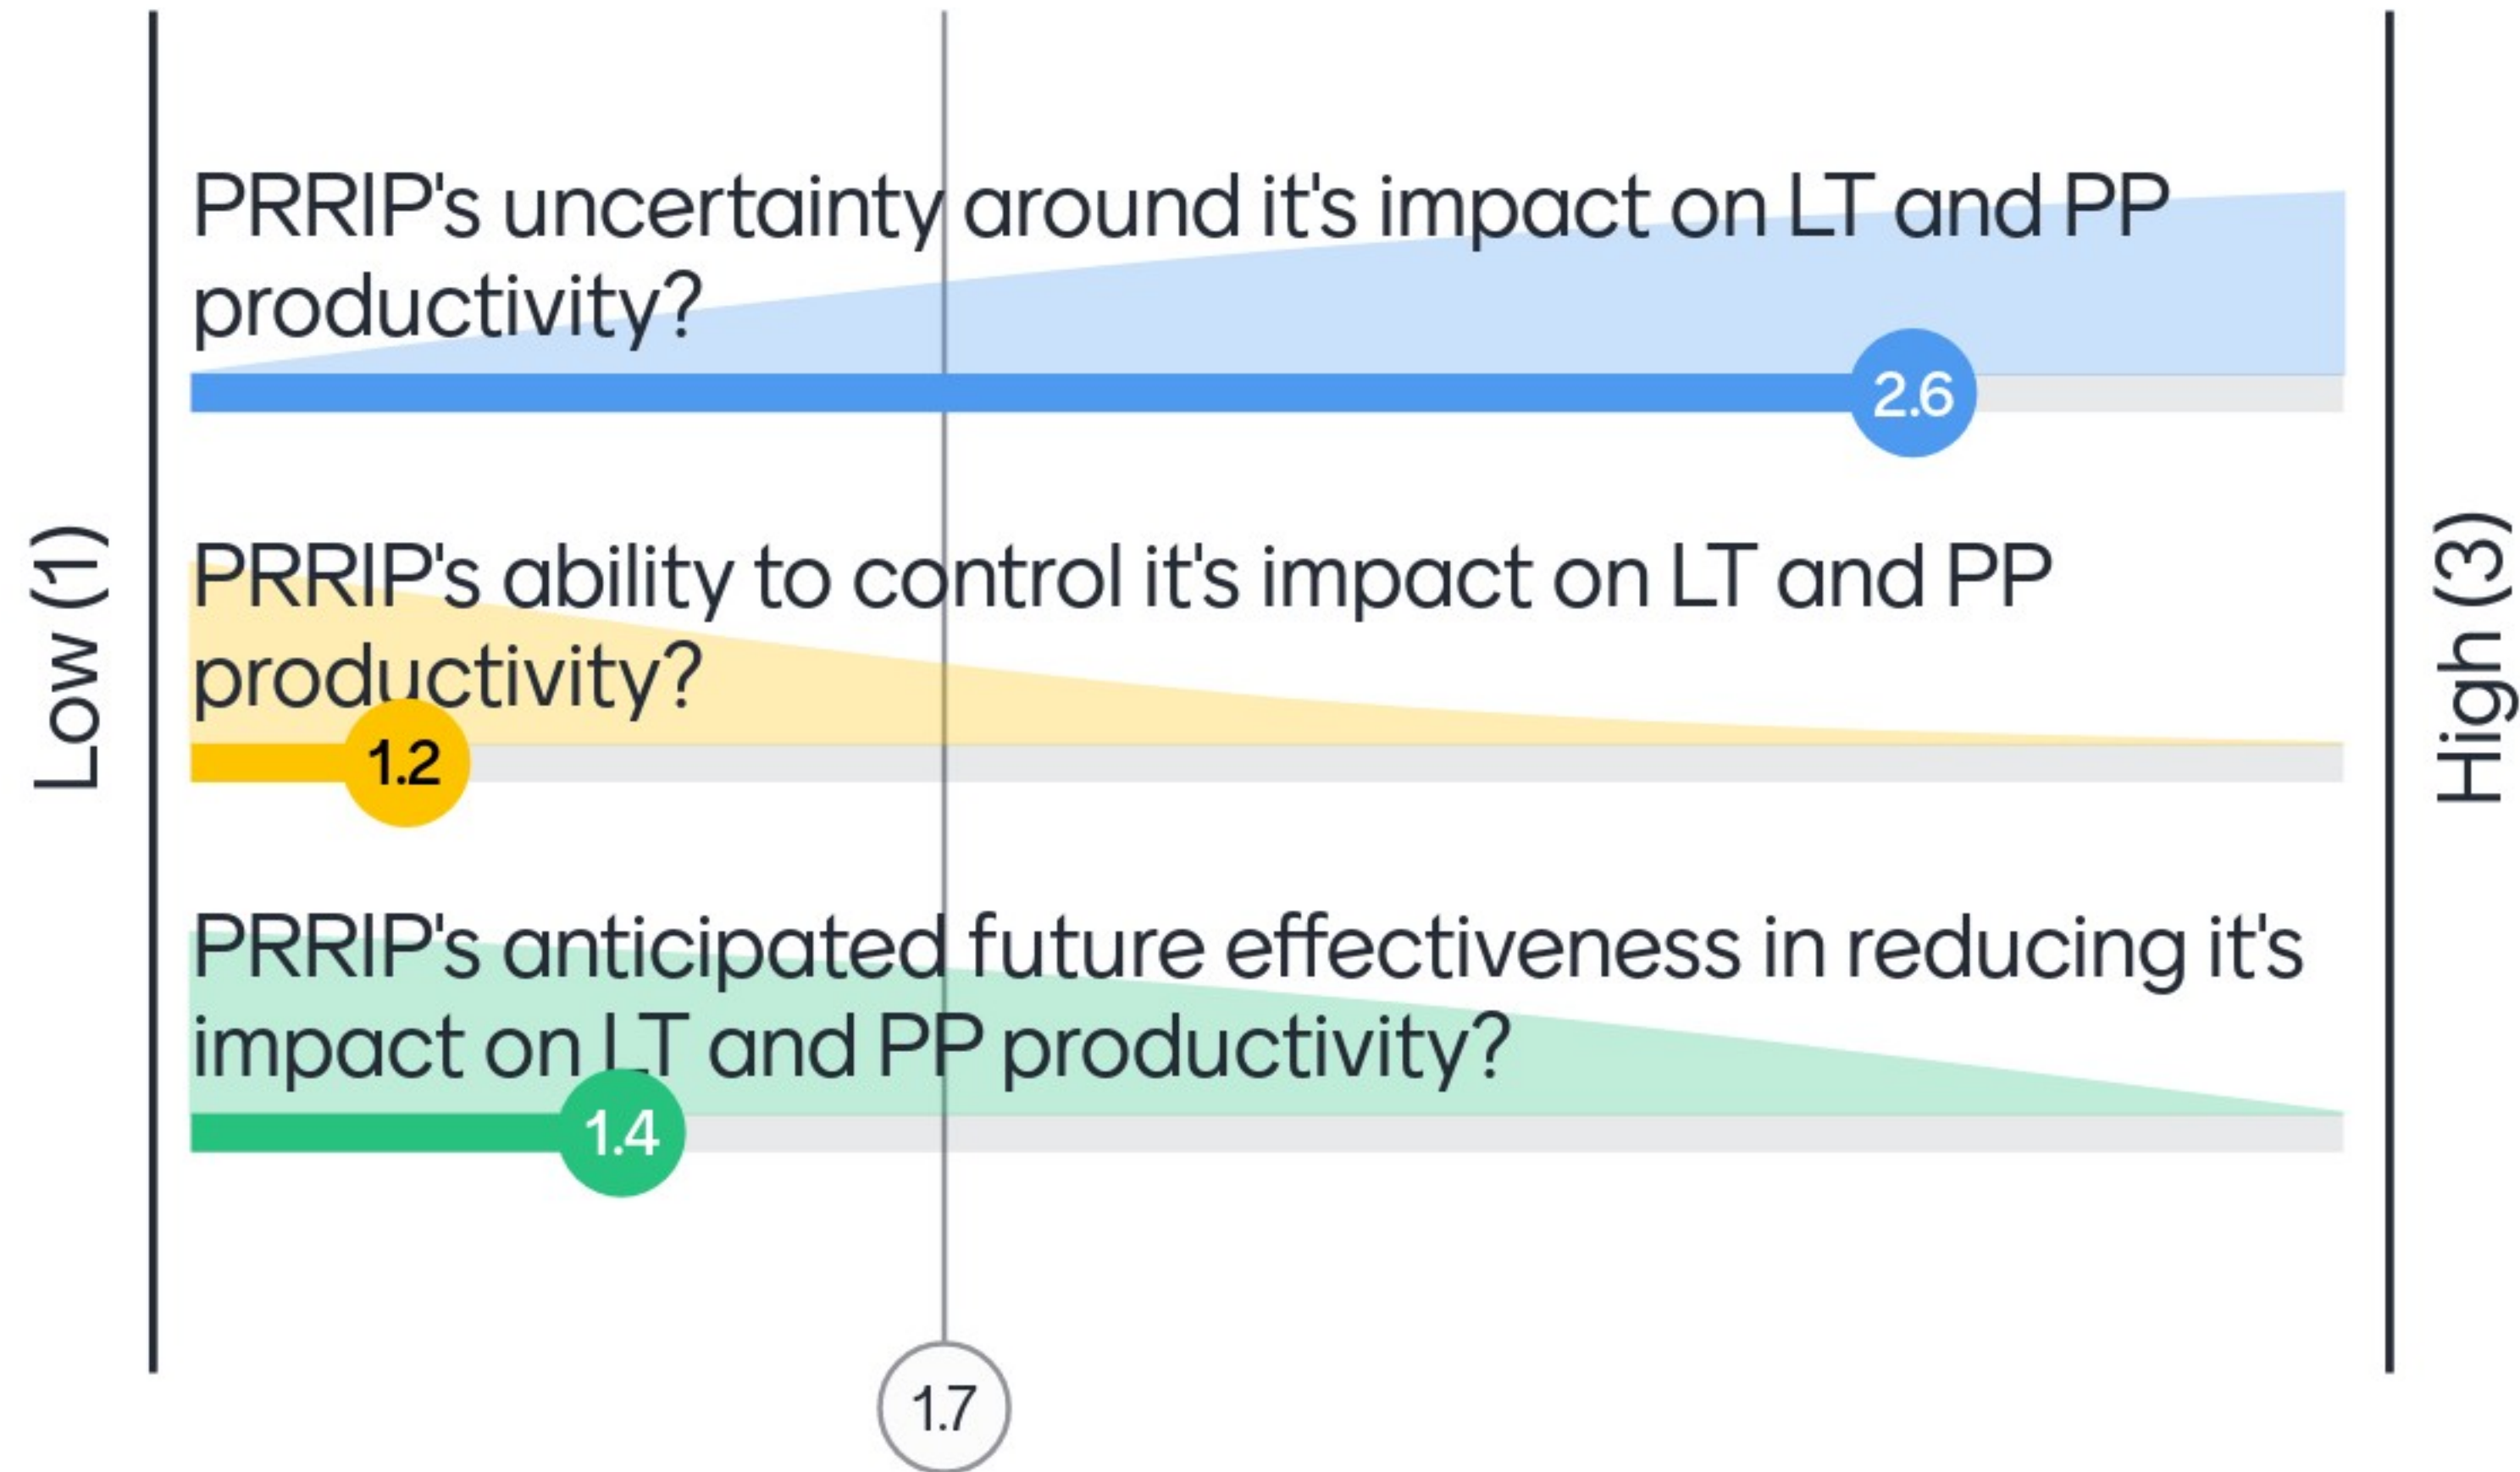 PRRIP's uncertainty around it's impact on LT and PP
productivity?
2.6
Low (1)
High (3)
PRRIP's ability to control it's impact on LT and PP
productivity?
1.2
PRRIP's anticipated future effectiveness in reducing it's
impact on LT and PP productivity?
1.4
1.7